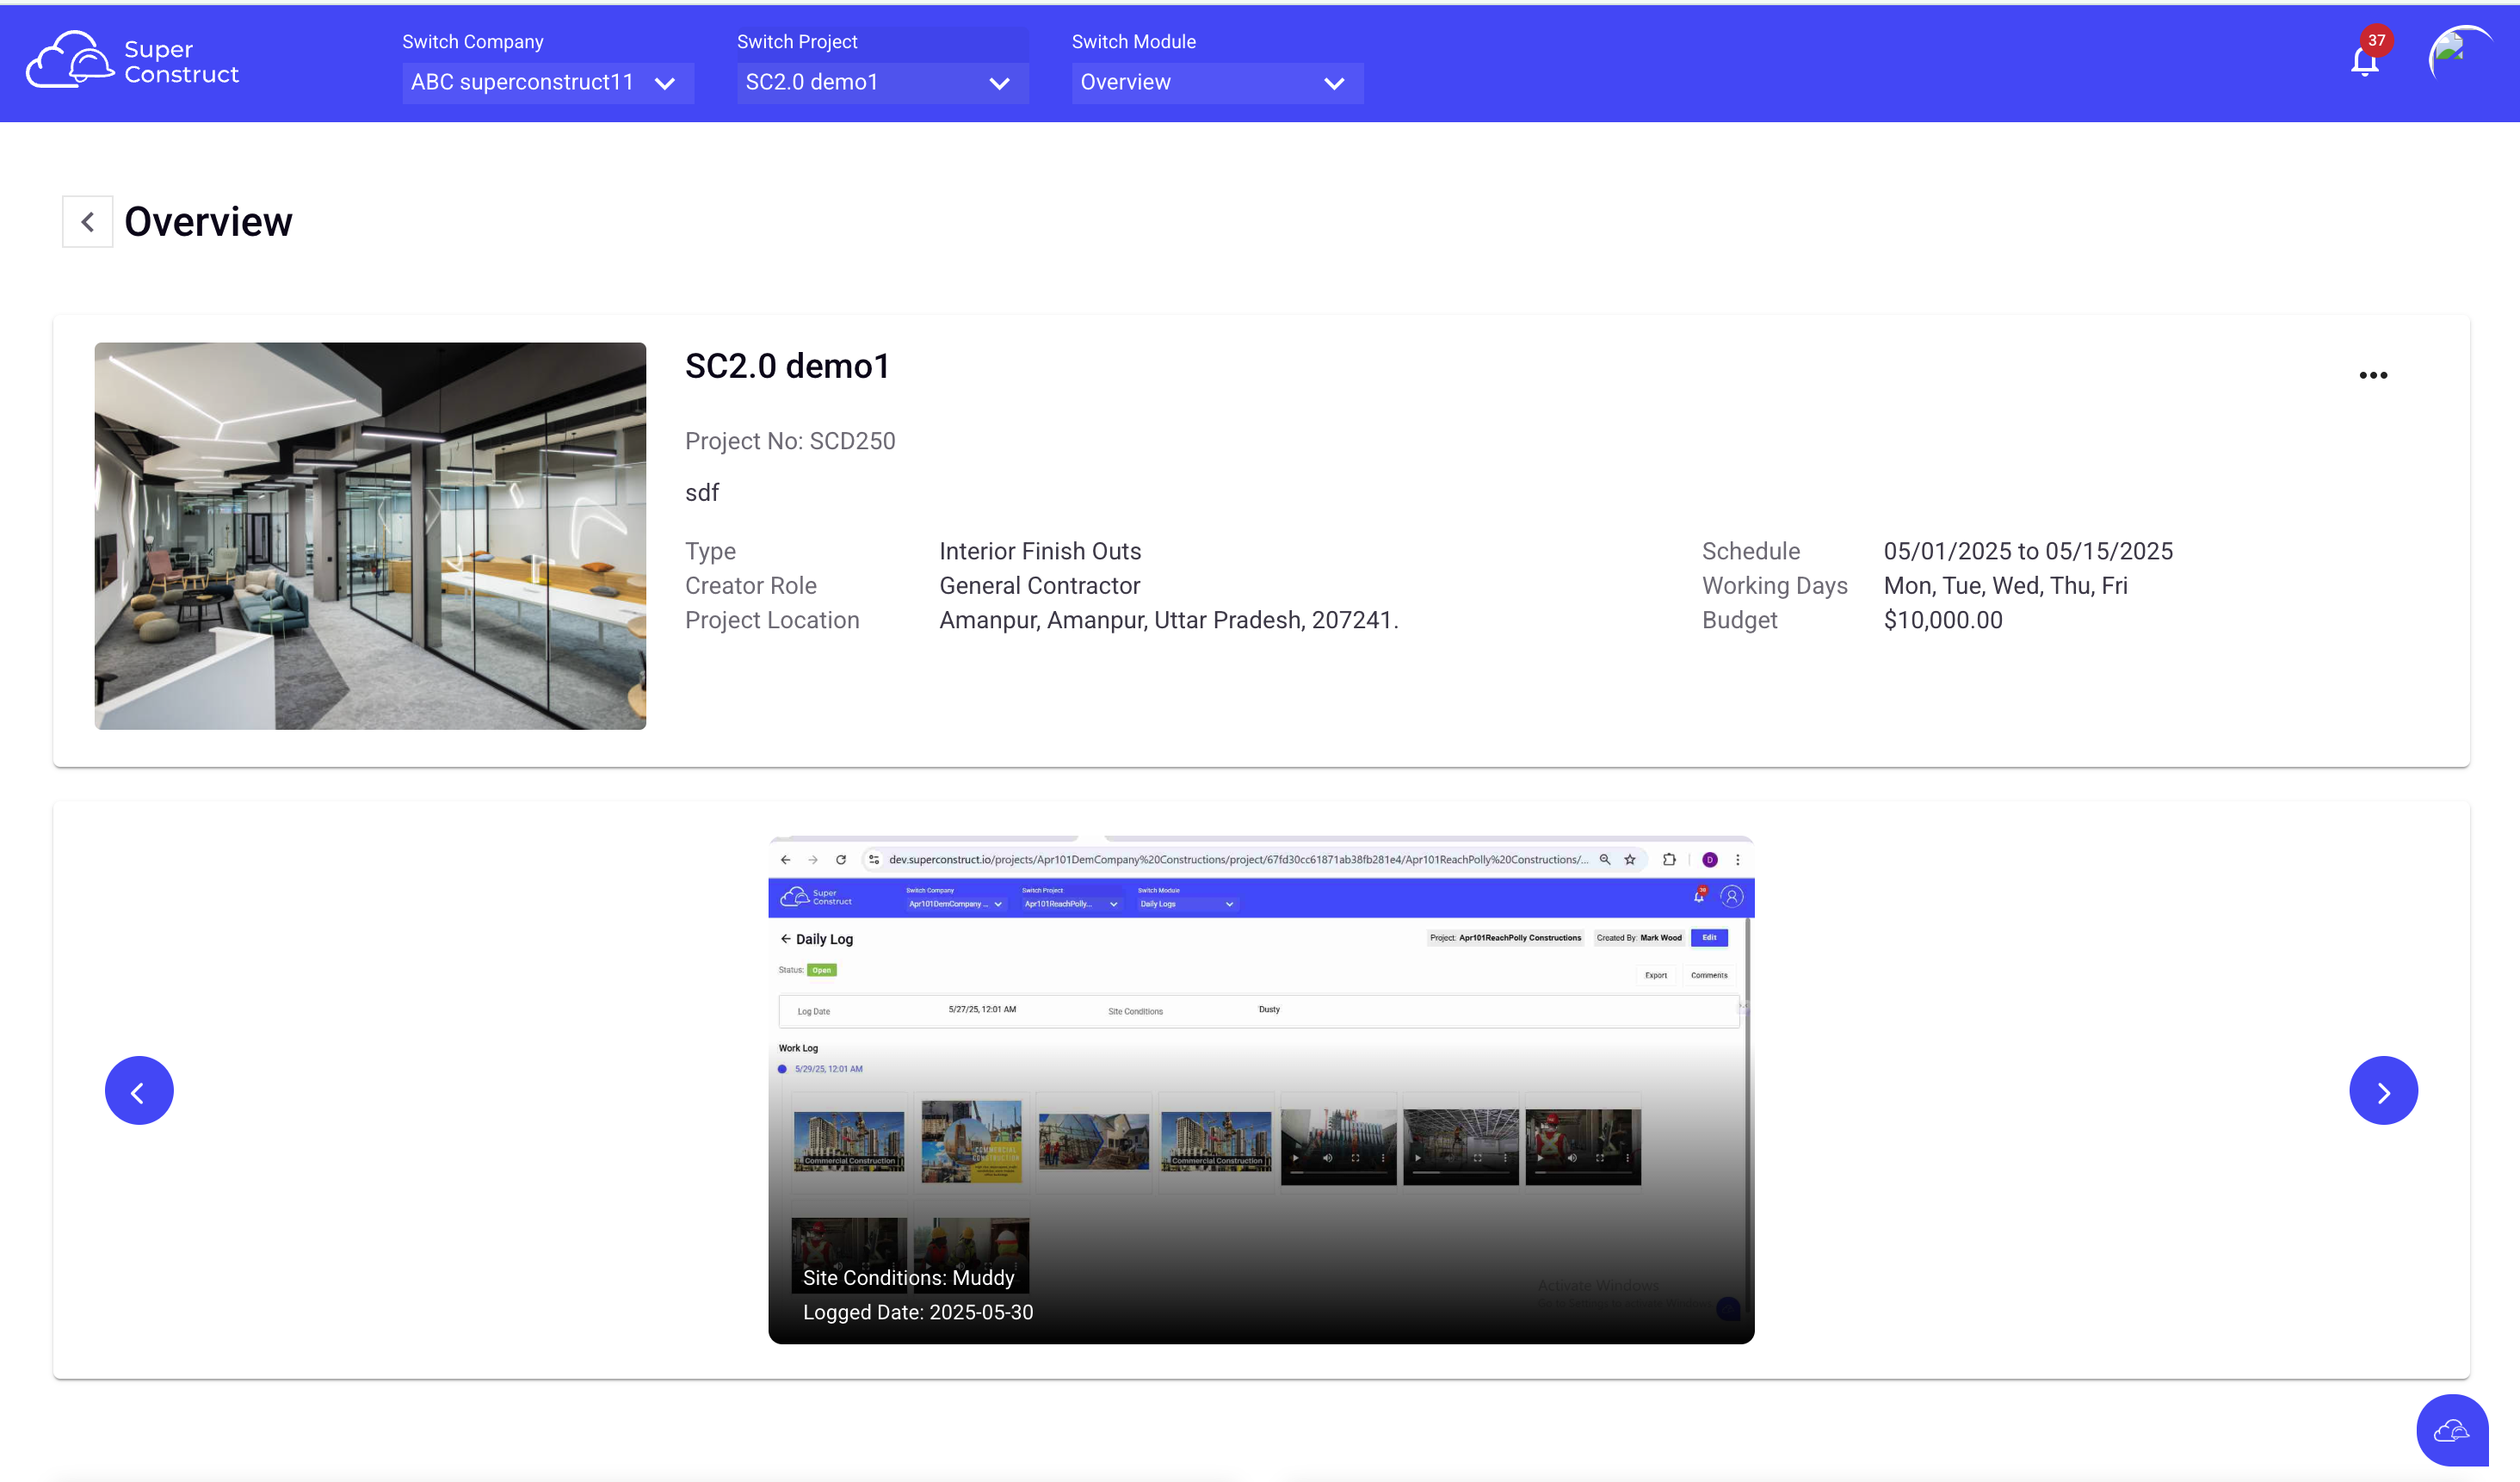 Super
Construct
Switch Company
ABC superconstruct11
Switch Project
SC2.0 demo1
Switch Module
Overview
37
Overview
SC2.0 demo1
Project No: SCD250
sdf
Type Interior Finish Outs
Creator Role General Contractor
Project Location Amanpur, Amanpur, Uttar Pradesh, 207241.
Schedule 05/01/2025 to 05/15/2025
Working Days Mon, Tue, Wed, Thu, Fri
Budget $10,000.00
dev.superconstruct.io/projects/Apr101DemCompany%20Constructions/project/67fd30cc61871ab38fb281e4/Apr101ReachPolly%20Constructions/...
D
Super
Construct
Switch Company
Apr101DemCompany ...
Switch Project
Apr101ReachPolly...
Switch Module
Daily Logs
Daily Log
Project: Apr101ReachPolly Constructions Created By: Mark Wood Edit
Status: Open
Export Comments
Log Date 5/27/25, 12:01 AM Site Conditions Dusty
Work Log
5/29/25, 12:01 AM
Commercial Construction
COMMERCIAL
CONSTRUCTION
Commercial Construction
Site Conditions: Muddy
Logged Date: 2025-05-30
Activate Windows